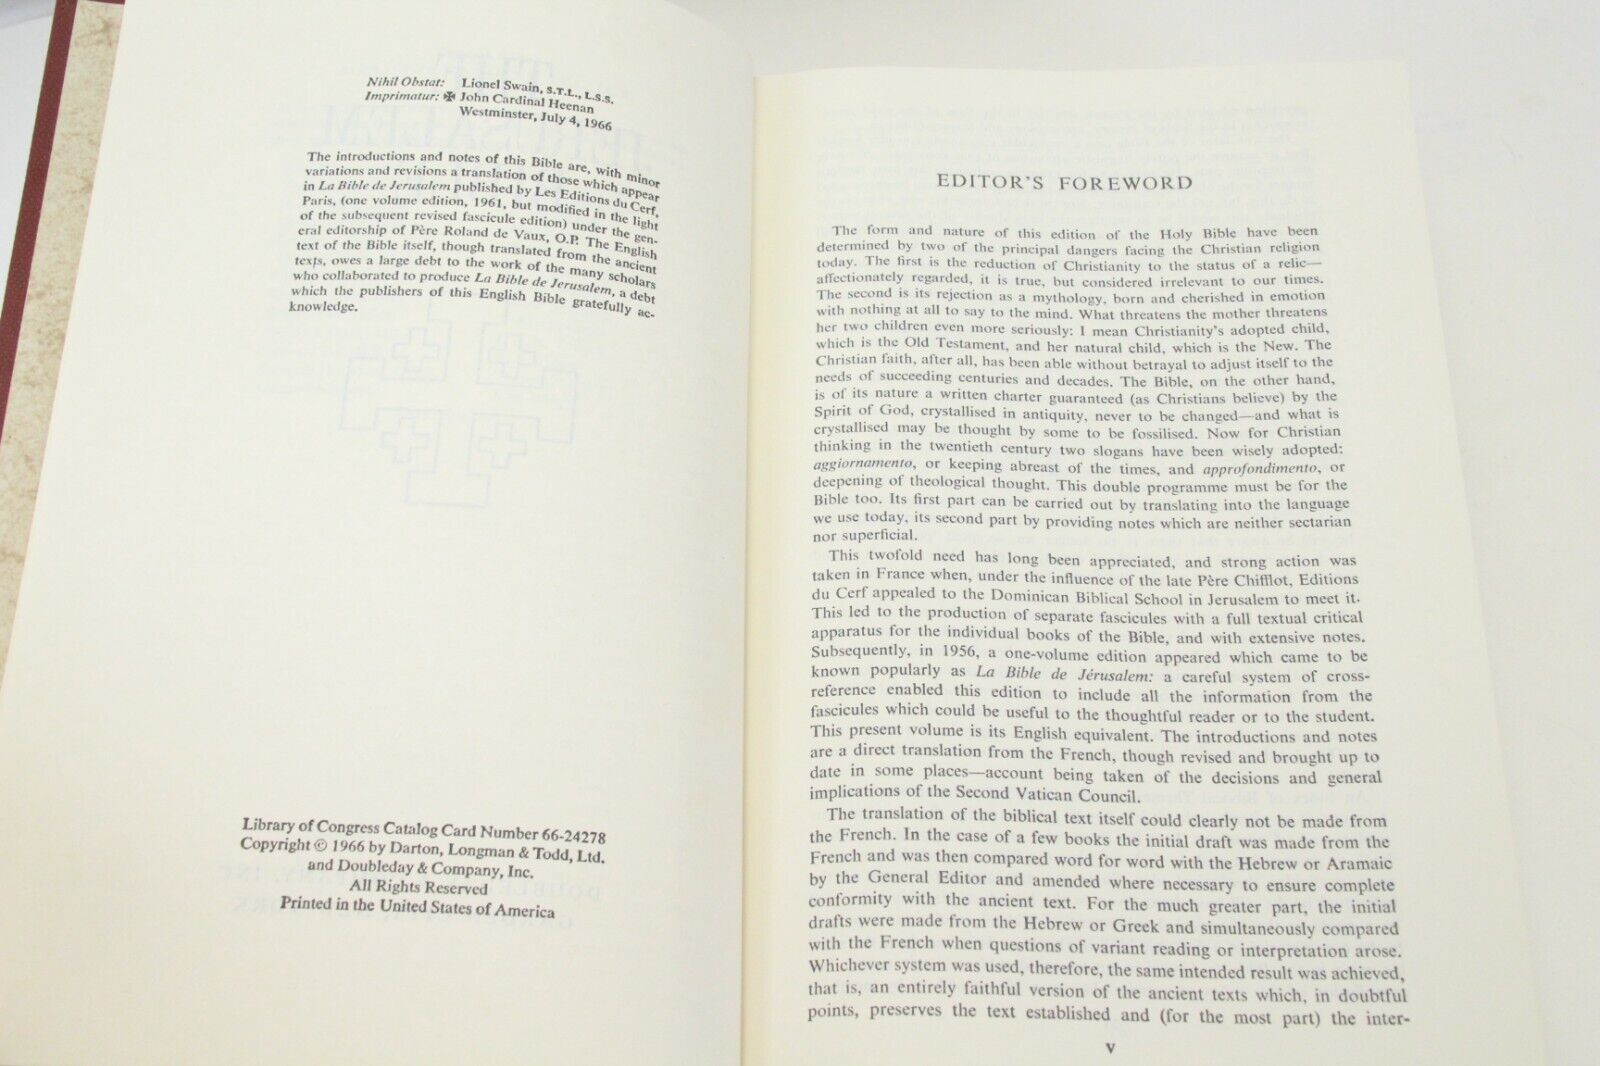 Nihil Obstat: Lionel Swain, S.T.L., L.S.S.
Imprimatur: ✠ John Cardinal Heenan
Westminster, July 4, 1966
The introductions and notes of this Bible are, with minor
variations and revisions a translation of those which appear
in La Bible de Jerusalem published by Les Editions du Cerf,
Paris, (one volume edition, 1961, but modified in the light
of the subsequent revised fascicule edition) under the gen-
eral editorship of Père Roland de Vaux, O.P. The English
text of the Bible itself, though translated from the ancient
texts, owes a large debt to the work of the many scholars
who collaborated to produce La Bible de Jerusalem, a debt
which the publishers of this English Bible gratefully ac-
knowledge.
Library of Congress Catalog Card Number 66-24278
Copyright © 1966 by Darton, Longman & Todd, Ltd.
and Doubleday & Company, Inc.
All Rights Reserved
Printed in the United States of America
EDITOR'S FOREWORD
The form and nature of this edition of the Holy Bible have been
determined by two of the principal dangers facing the Christian religion
today. The first is the reduction of Christianity to the status of a relic—
affectionately regarded, it is true, but considered irrelevant to our times.
The second is its rejection as a mythology, born and cherished in emotion
with nothing at all to say to the mind. What threatens the mother threatens
her two children even more seriously: I mean Christianity's adopted child,
which is the Old Testament, and her natural child, which is the New. The
Christian faith, after all, has been able without betrayal to adjust itself to the
needs of succeeding centuries and decades. The Bible, on the other hand,
is of its nature a written charter guaranteed (as Christians believe) by the
Spirit of God, crystallised in antiquity, never to be changed—and what is
crystallised may be thought by some to be fossilised. Now for Christian
thinking in the twentieth century two slogans have been wisely adopted:
aggiornamento, or keeping abreast of the times, and approfondimento, or
deepening of theological thought. This double programme must be for the
Bible too. Its first part can be carried out by translating into the language
we use today, its second part by providing notes which are neither sectarian
nor superficial.
This twofold need has long been appreciated, and strong action was
taken in France when, under the influence of the late Père Chifflot, Editions
du Cerf appealed to the Dominican Biblical School in Jerusalem to meet it.
This led to the production of separate fascicules with a full textual critical
apparatus for the individual books of the Bible, and with extensive notes.
Subsequently, in 1956, a one-volume edition appeared which came to be
known popularly as La Bible de Jérusalem: a careful system of cross-
reference enabled this edition to include all the information from the
fascicules which could be useful to the thoughtful reader or to the student.
This present volume is its English equivalent. The introductions and notes
are a direct translation from the French, though revised and brought up to
date in some places—account being taken of the decisions and general
implications of the Second Vatican Council.
The translation of the biblical text itself could clearly not be made from
the French. In the case of a few books the initial draft was made from the
French and was then compared word for word with the Hebrew or Aramaic
by the General Editor and amended where necessary to ensure complete
conformity with the ancient text. For the much greater part, the initial
drafts were made from the Hebrew or Greek and simultaneously compared
with the French when questions of variant reading or interpretation arose.
Whichever system was used, therefore, the same intended result was achieved,
that is, an entirely faithful version of the ancient texts which, in doubtful
points, preserves the text established and (for the most part) the inter-
v